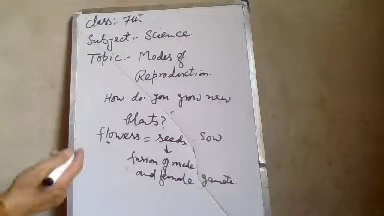 Class:- 7th
Subject:- Science
Topic - Modes of
Reproduction.
How do you grow new
Plants?
flowers = seeds sow
fusion of male
and female gamete